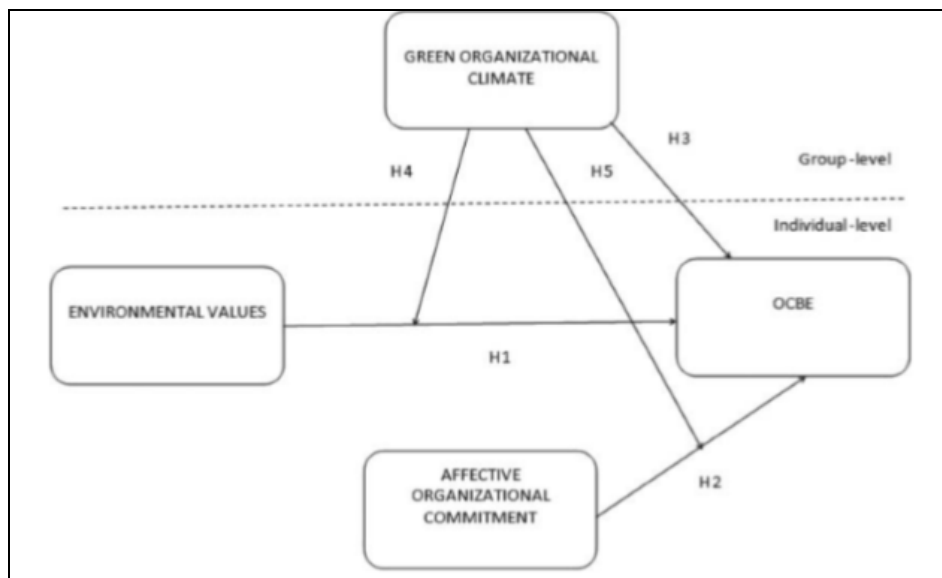 GREEN ORGANIZATIONAL
CLIMATE
H3
H4
H5
Group-level
Individual-level
ENVIRONMENTAL VALUES
OCBE
H1
AFFECTIVE
ORGANIZATIONAL
COMMITMENT
H2